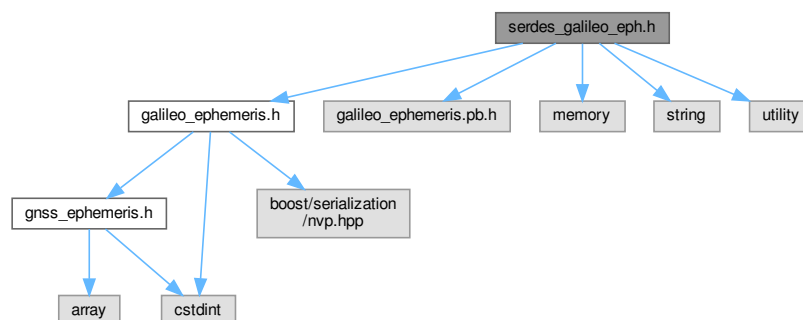 serdes_galileo_eph.h
galileo_ephemeris.h
galileo_ephemeris.pb.h
memory
string
utility
gnss_ephemeris.h
boost/serialization
/nvp.hpp
array
cstdint